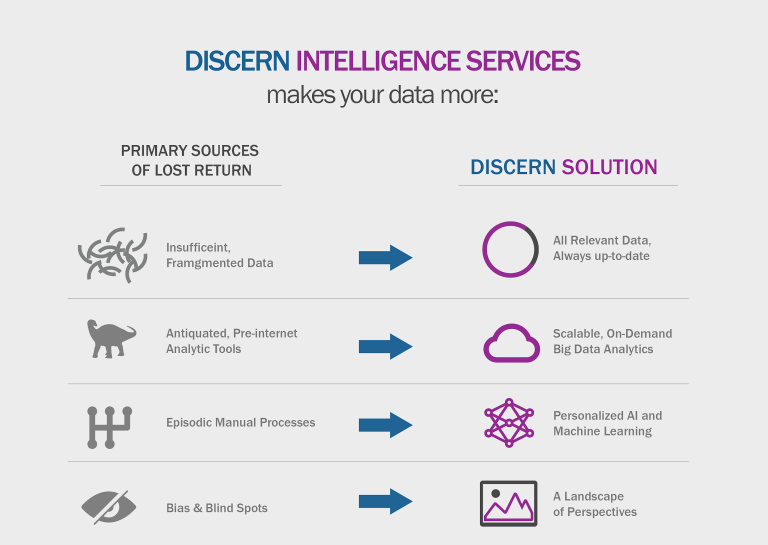 DISCERN INTELLIGENCE SERVICES
makes your data more:
PRIMARY SOURCES
OF LOST RETURN
DISCERN SOLUTION
Insufficeint,
Framgmented Data
All Relevant Data,
Always up-to-date
Antiquated, Pre-internet
Analytic Tools
Scalable, On-Demand
Big Data Analytics
Episodic Manual Processes
Personalized AI and
Machine Learning
Bias & Blind Spots
A Landscape
of Perspectives